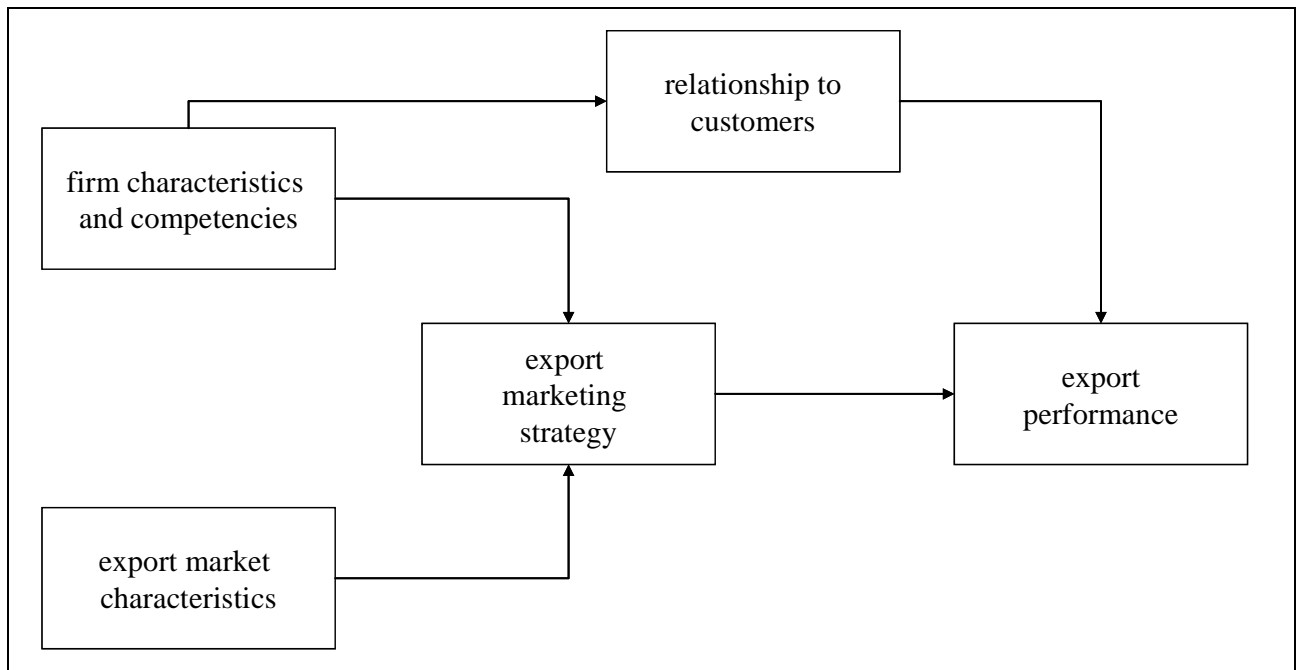 relationship to
customers
firm characteristics
and competencies
export
marketing
strategy
export
performance
export market
characteristics